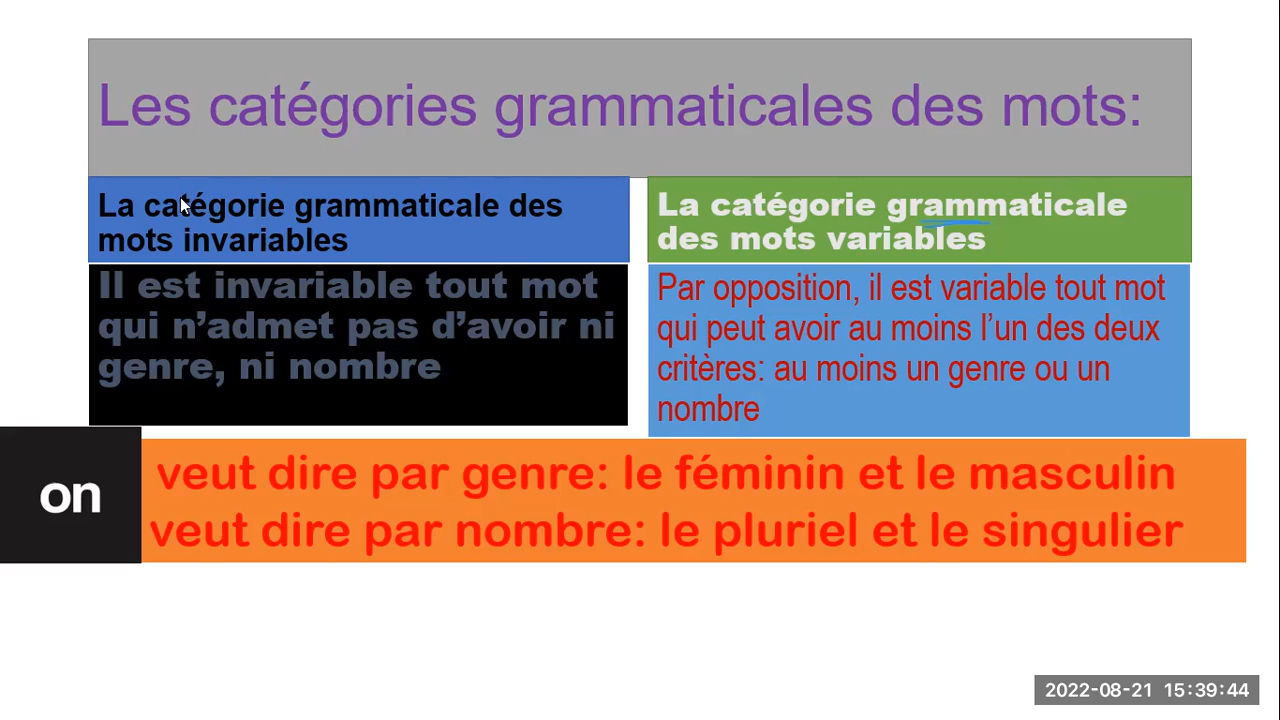 Les catégories grammaticales des mots:
La catégorie grammaticale des
mots invariables
La catégorie grammaticale
des mots variables
Il est invariable tout mot
qui n’admet pas d’avoir ni
genre, ni nombre
Par opposition, il est variable tout mot
qui peut avoir au moins l’un des deux
critères: au moins un genre ou un
nombre
on
veut dire par genre: le féminin et le masculin
veut dire par nombre: le pluriel et le singulier
2022-08-21 15:39:44